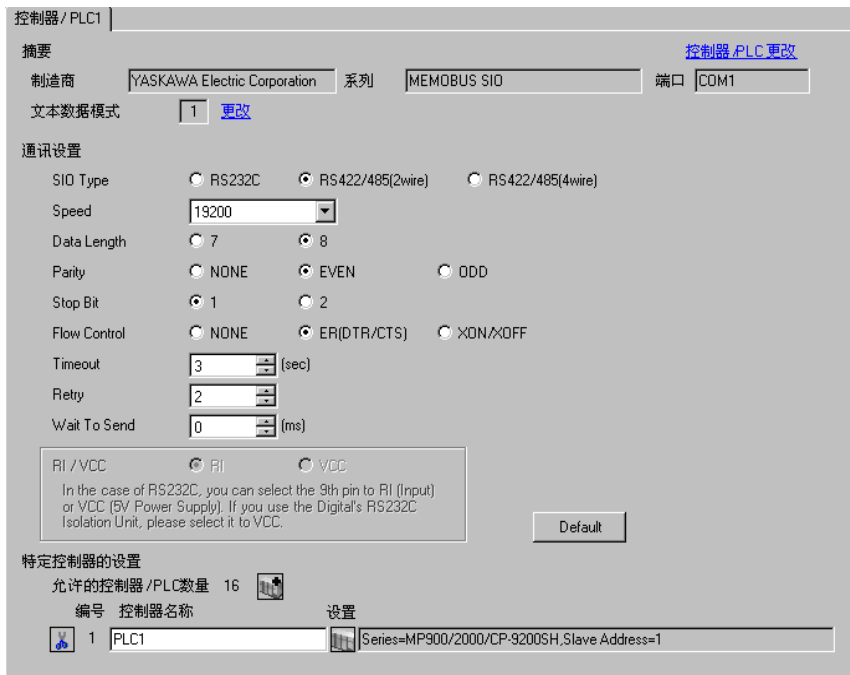 控制器/PLC1
摘要 控制器/PLC更改
制造商 YASKAWA Electric Corporation 系列 MEMOBUS SIO 端口 COM1
文本数据模式 1 更改
通讯设置
SIO Type RS232C RS422/485(2wire) RS422/485(4wire)
Speed 19200
Data Length 7 8
Parity NONE EVEN ODD
Stop Bit 1 2
Flow Control NONE ER(DTR/CTS) XON/XOFF
Timeout 3 (sec)
Retry 2
Wait To Send 0 (ms)
RI / VCC RI VCC
In the case of RS232C, you can select the 9th pin to RI (Input)
or VCC (5V Power Supply). If you use the Digital's RS232C
Isolation Unit, please select it to VCC.
Default
特定控制器的设置
允许的控制器/PLC数量 16
编号 控制器名称 设置
1 PLC1 Series=MP900/2000/CP-9200SH,Slave Address=1